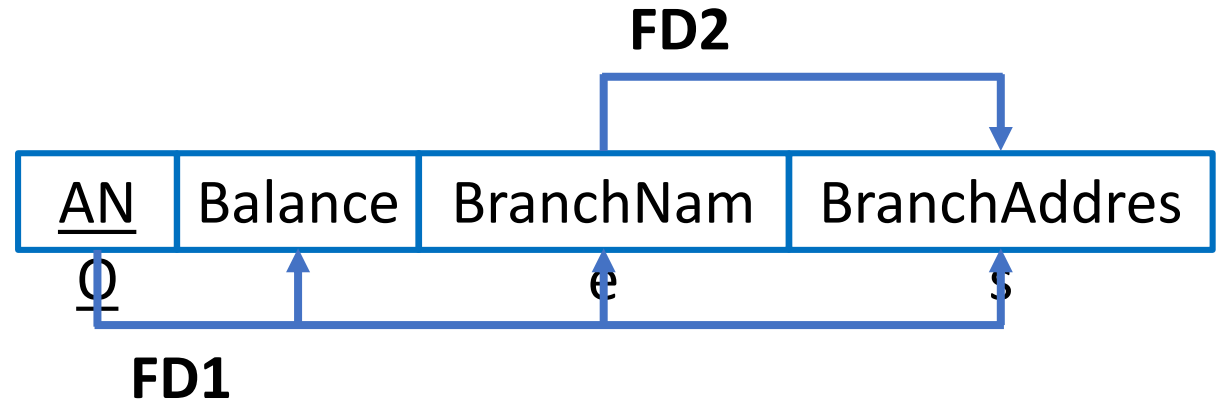 FD2
AN Balance BranchNam BranchAddres
O e s
FD1